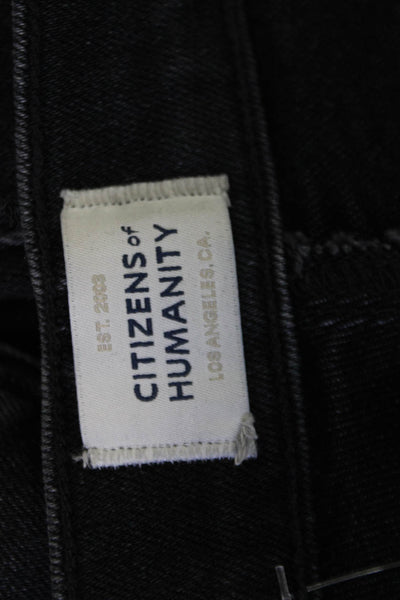 EST. 2003
CITIZENS of
HUMANITY
LOS ANGELES, CA.